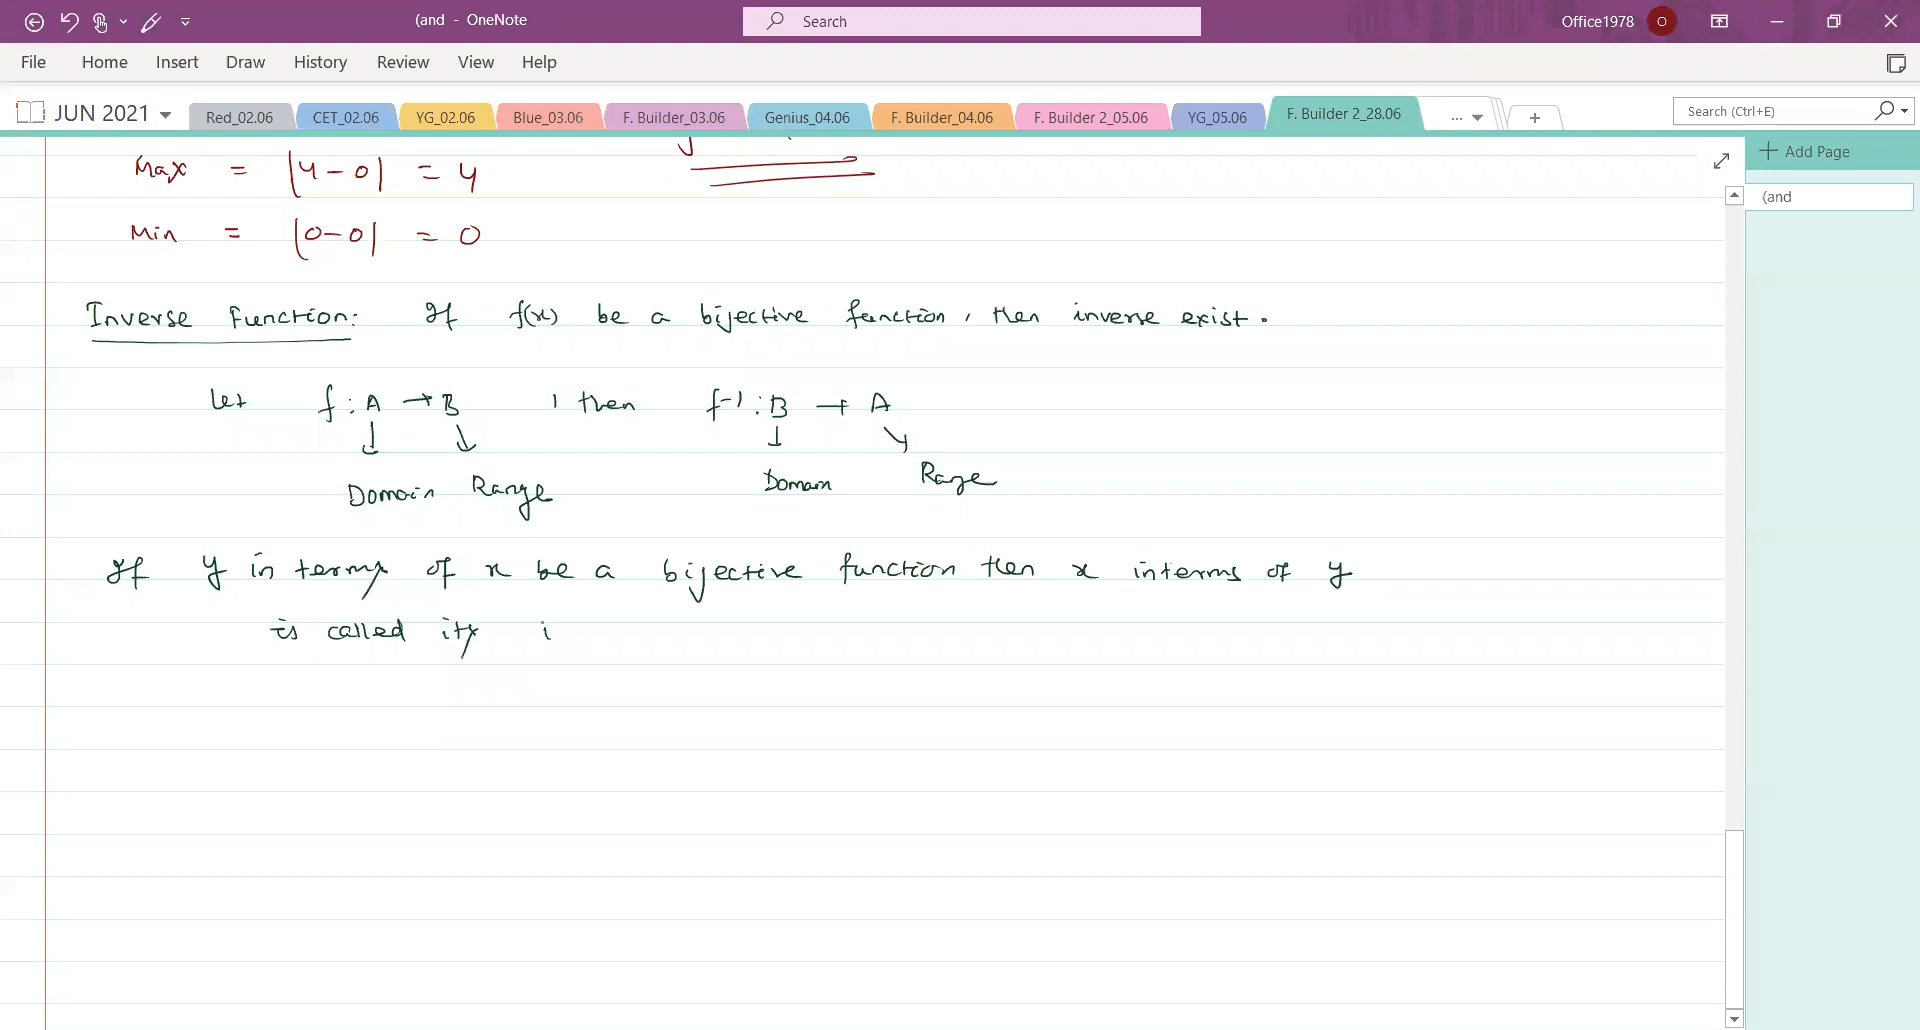 (and - OneNote
Search
Office1978
O
File Home Insert Draw History Review View Help
JUN 2021
Red_02.06 CET_02.06 YG_02.06 Blue_03.06 F. Builder_03.06 Genius_04.06 F. Builder_04.06 F. Builder 2_05.06 YG_05.06 F. Builder 2_28.06 ... +
Search (Ctrl+E)
+ Add Page
(and
Max = |4-0| = 4
Min = |0-0| = 0
Inverse Function: If f(x) be a bijective function, then inverse exist.
Let f : A → B , then f-1 : B → A
Domain Range Domain Range
If y in terms of x be a bijective function then x interms of y
is called its i